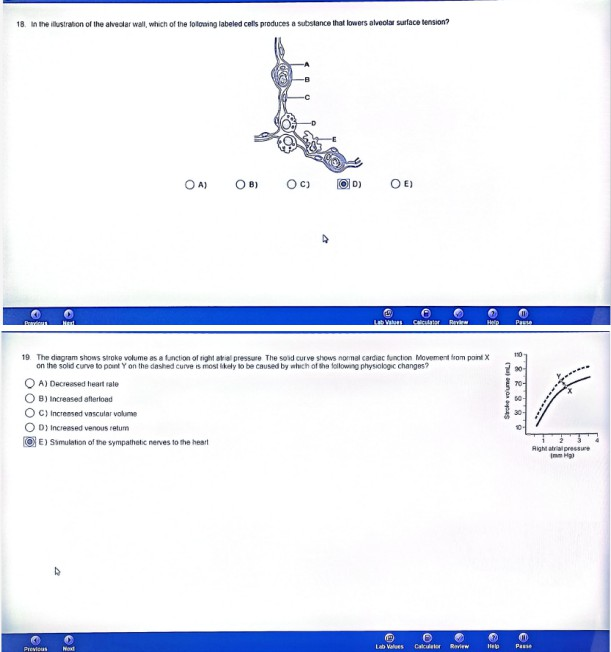 18. In the illustration of the alveolar wall, which of the following labeled cells produces a substance that lowers alveolar surface tension?
A
B
C
D
E
A)
B)
C)
D)
E)
Previous
Next
Lab Values
Calculator
Review
Help
Pause
19. The diagram shows stroke volume as a function of right atrial pressure. The solid curve shows normal cardiac function. Movement from point X
on the solid curve to point Y on the dashed curve is most likely to be caused by which of the following physiologic changes?
A) Decreased heart rate
B) Increased afterload
C) Increased vascular volume
D) Increased venous return
E) Stimulation of the sympathetic nerves to the heart
Stroke volume (mL)
110
90
70
50
30
10
Y
X
1 2 3 4
Right atrial pressure
(mm Hg)
Previous
Next
Lab Values
Calculator
Review
Help
Pause